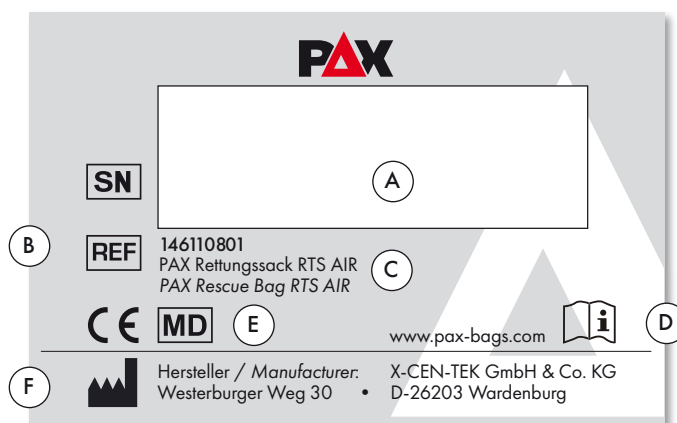 PAX
SN
A
B
REF
146110801
PAX Rettungssack RTS AIR
PAX Rescue Bag RTS AIR
C
CE MD
E
www.pax-bags.com
i
D
F
Hersteller / Manufacturer: X-CEN-TEK GmbH & Co. KG
Westerburger Weg 30 • D-26203 Wardenburg